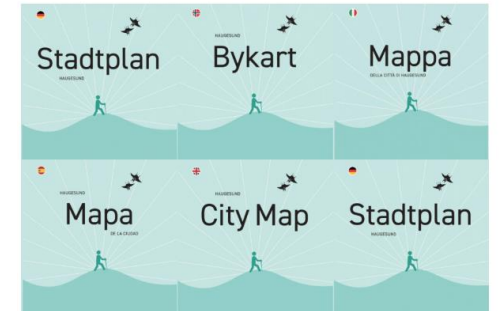 Stadtplan
HAUGESUND
HAUGESUND
Bykart
Mappa
DELLA CITTÀ DI HAUGESUND
HAUGESUND
Mapa
DE LA CIUDAD
HAUGESUND
City Map
Stadtplan
HAUGESUND